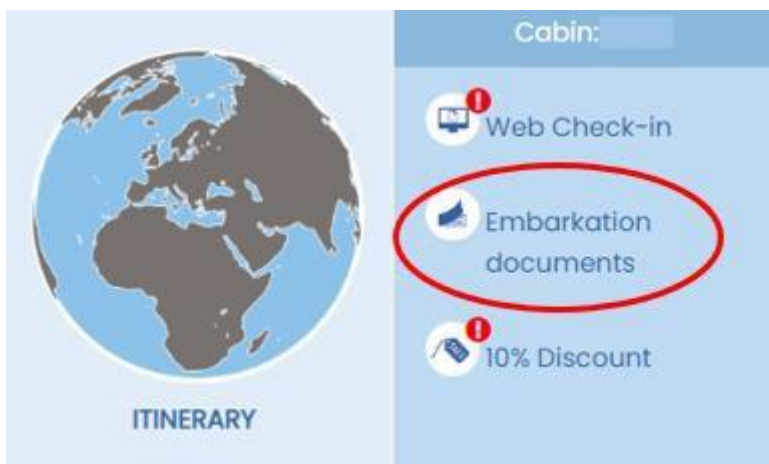 Cabin:
Web Check-in
Embarkation
documents
10% Discount
ITINERARY